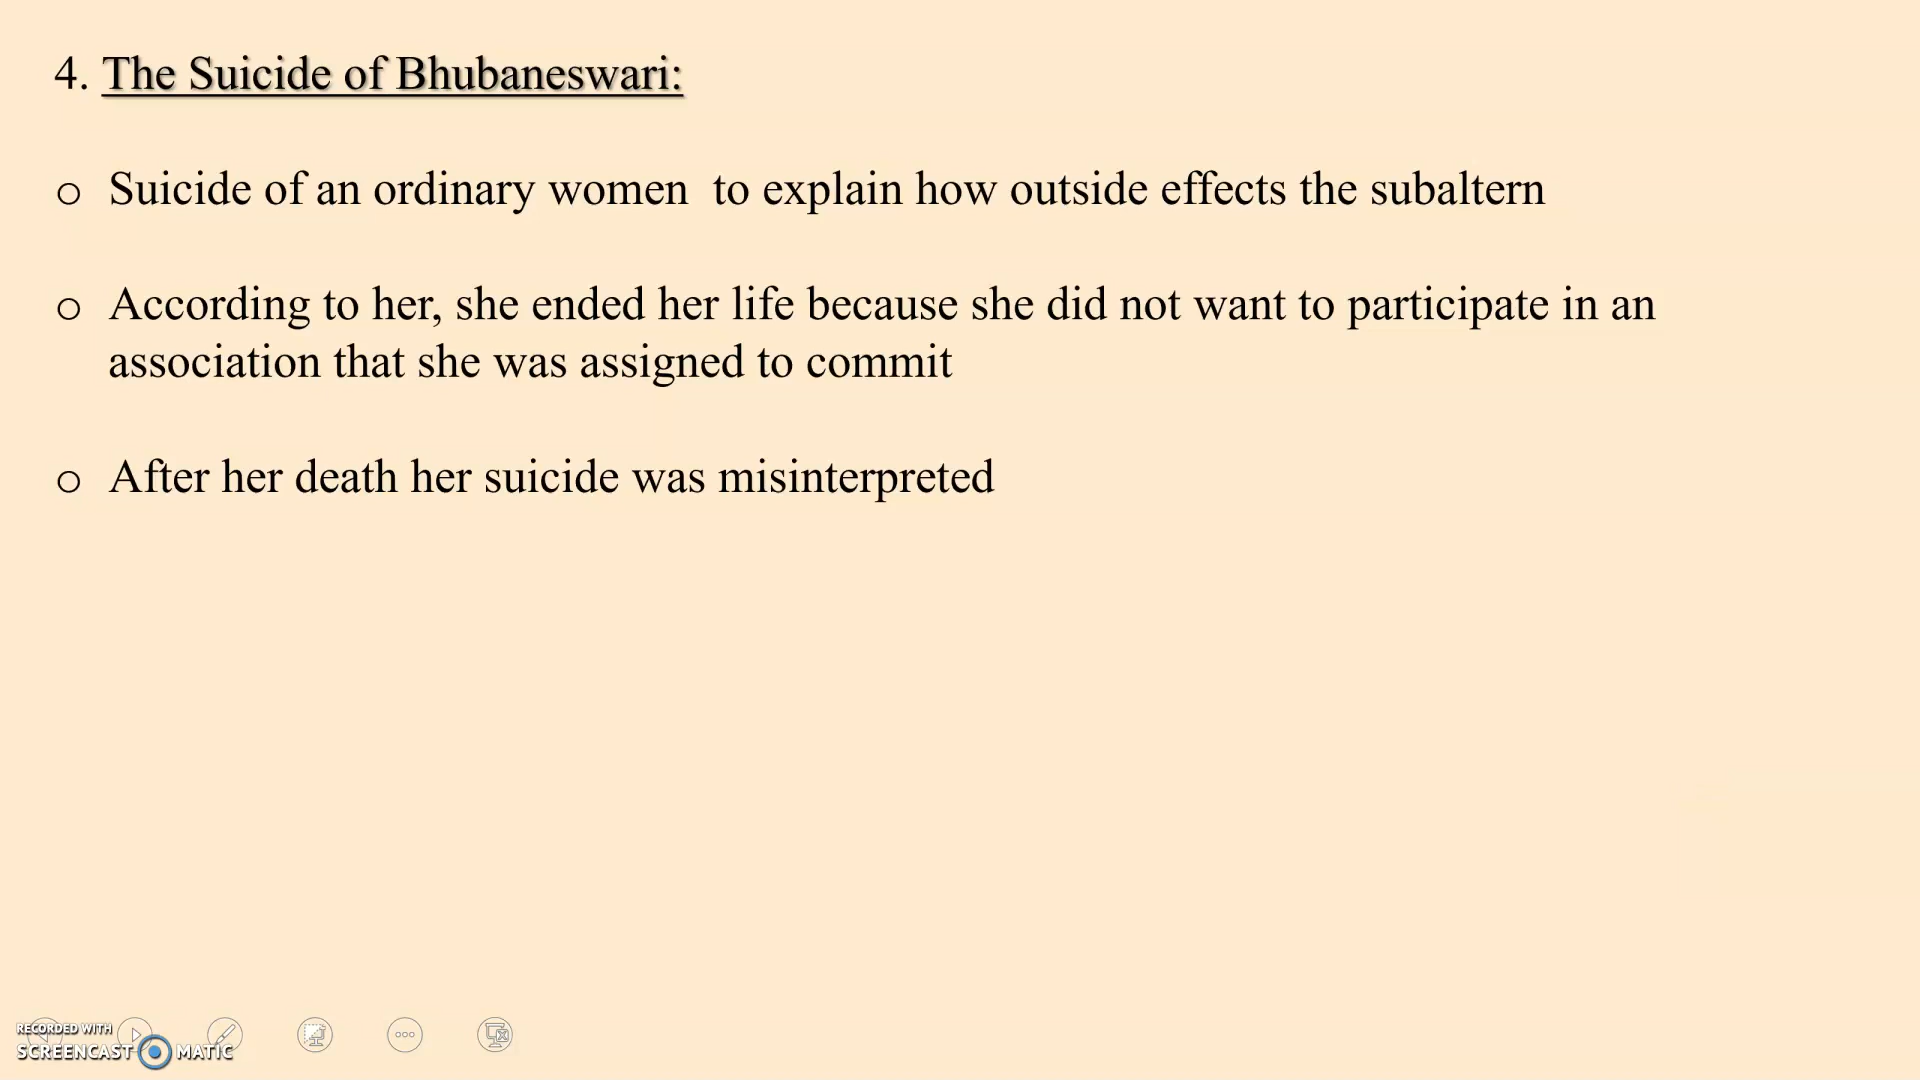 4. The Suicide of Bhubaneswari:
o Suicide of an ordinary women  to explain how outside effects the subaltern
o According to her, she ended her life because she did not want to participate in an
association that she was assigned to commit
o After her death her suicide was misinterpreted
RECORDED WITH
SCREENCAST MATIC